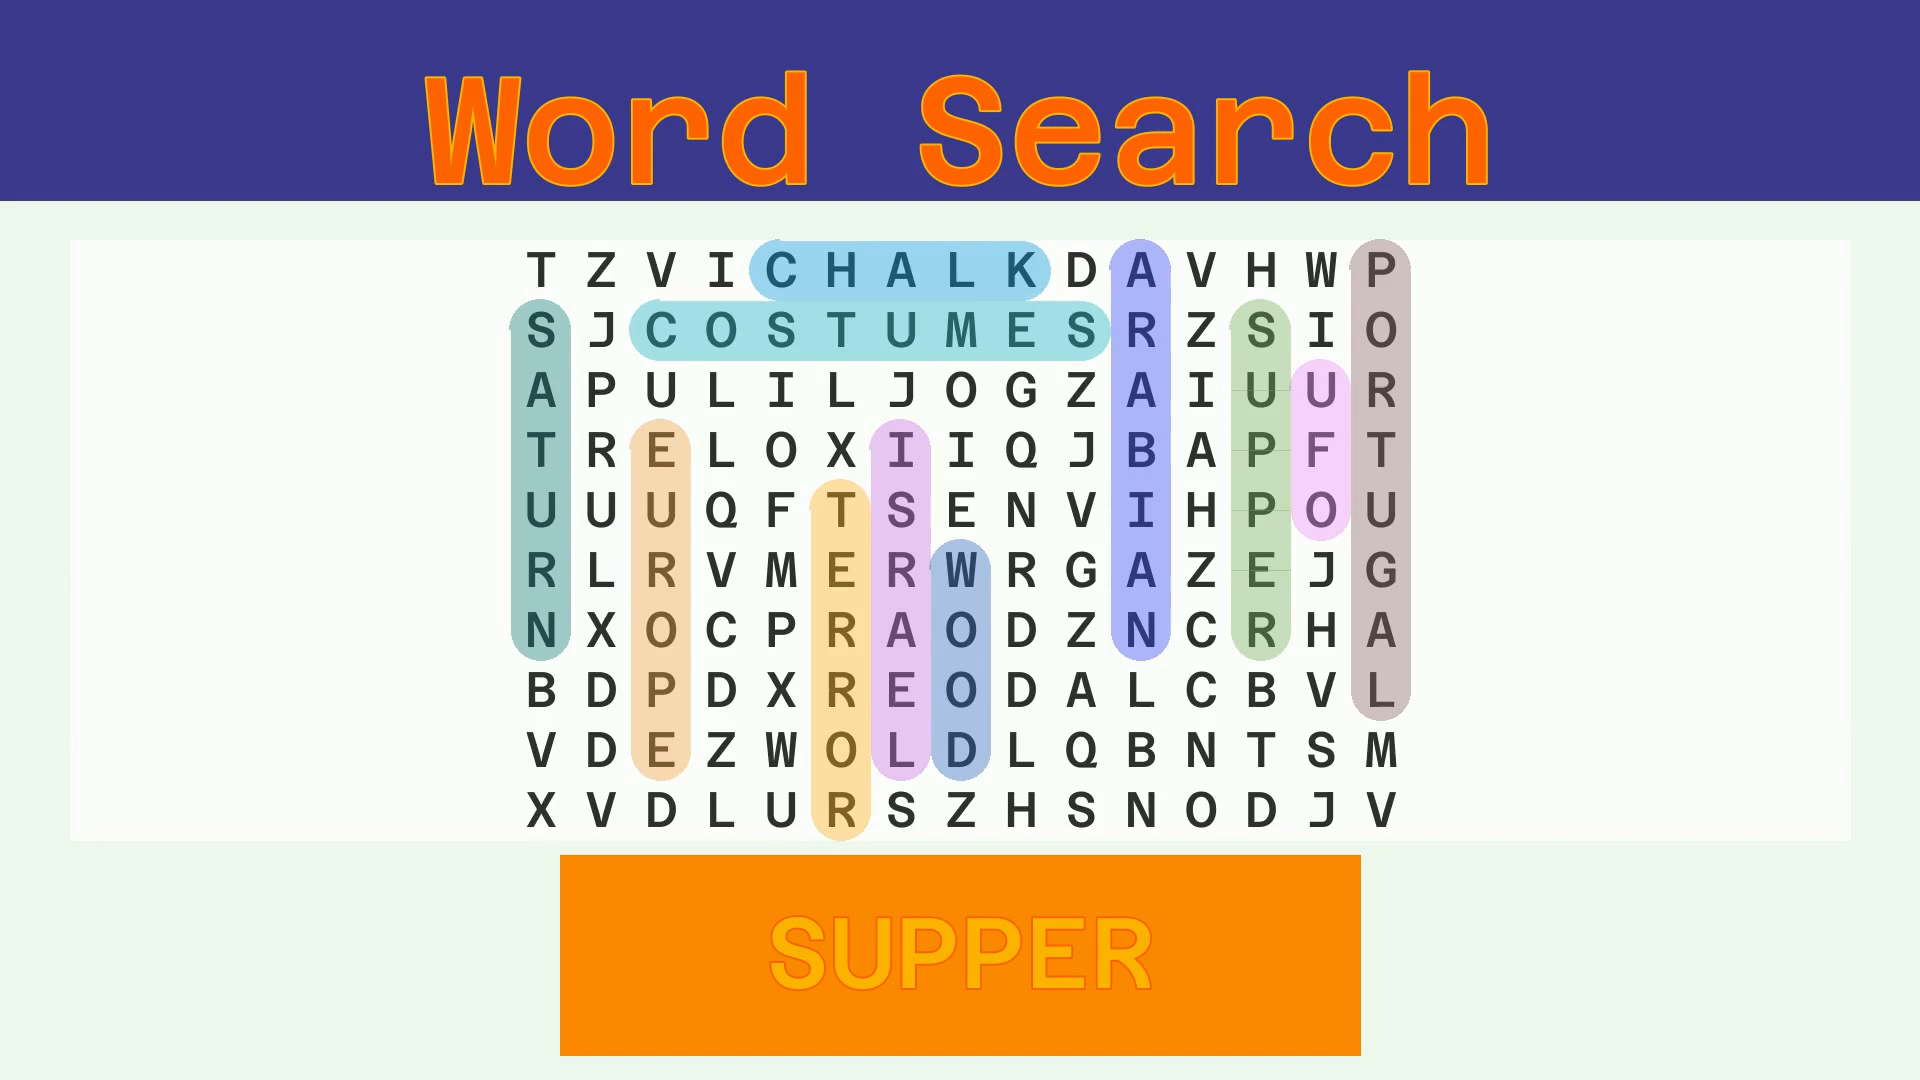 Word Search
T Z V I C H A L K D A V H W P
S J C O S T U M E S R Z S I O
A P U L I L J O G Z A I U U R
T R E L O X I I Q J B A P F T
U U U Q F T S E N V I H P O U
R L R V M E R W R G A Z E J G
N X O C P R A O D Z N C R H A
B D P D X R E O D A L C B V L
V D E Z W O L D L Q B N T S M
X V D L U R S Z H S N O D J V
SUPPER